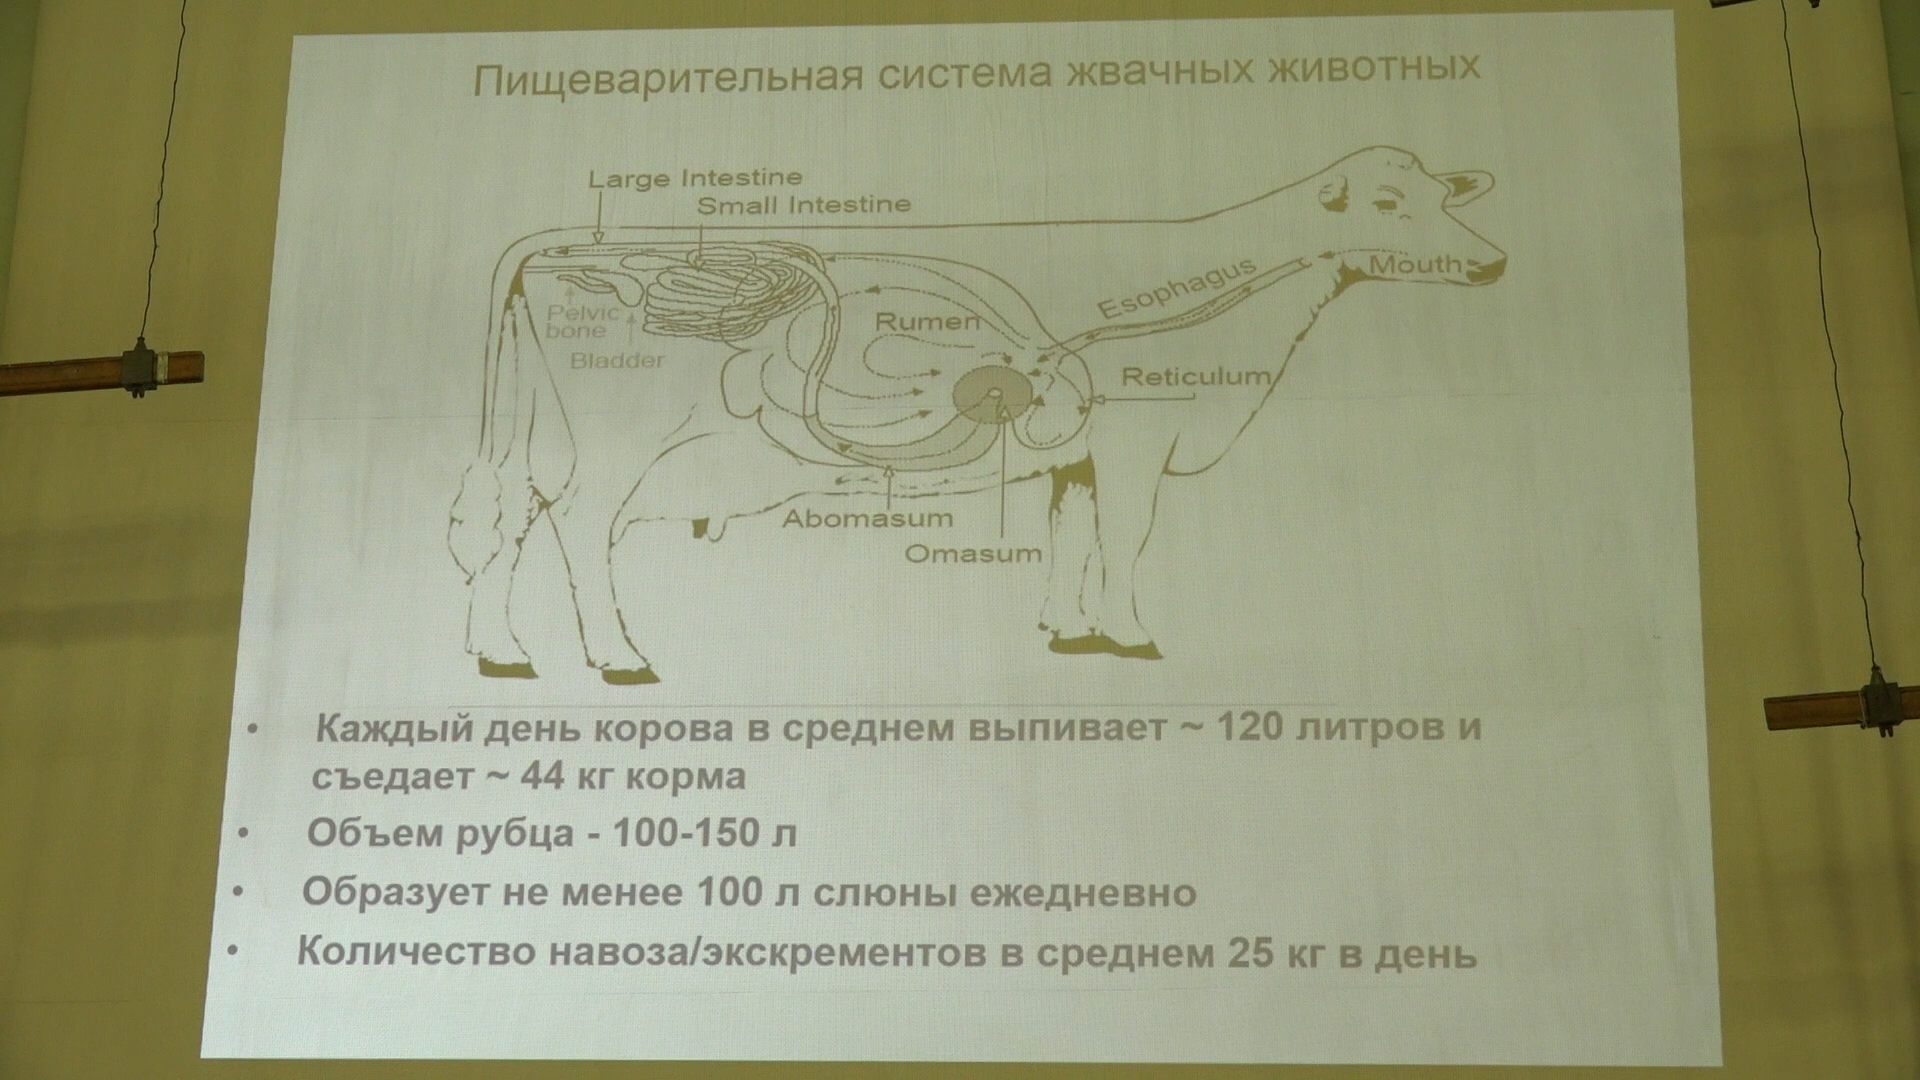 Пищеварительная система жвачных животных
Large Intestine
Small Intestine
Mouth
Esophagus
Rumen
Pelvic
bone
Bladder
Reticulum
Abomasum
Omasum
• Каждый день корова в среднем выпивает ~ 120 литров и
съедает ~ 44 кг корма
• Объем рубца - 100-150 л
• Образует не менее 100 л слюны ежедневно
• Количество навоза/экскрементов в среднем 25 кг в день